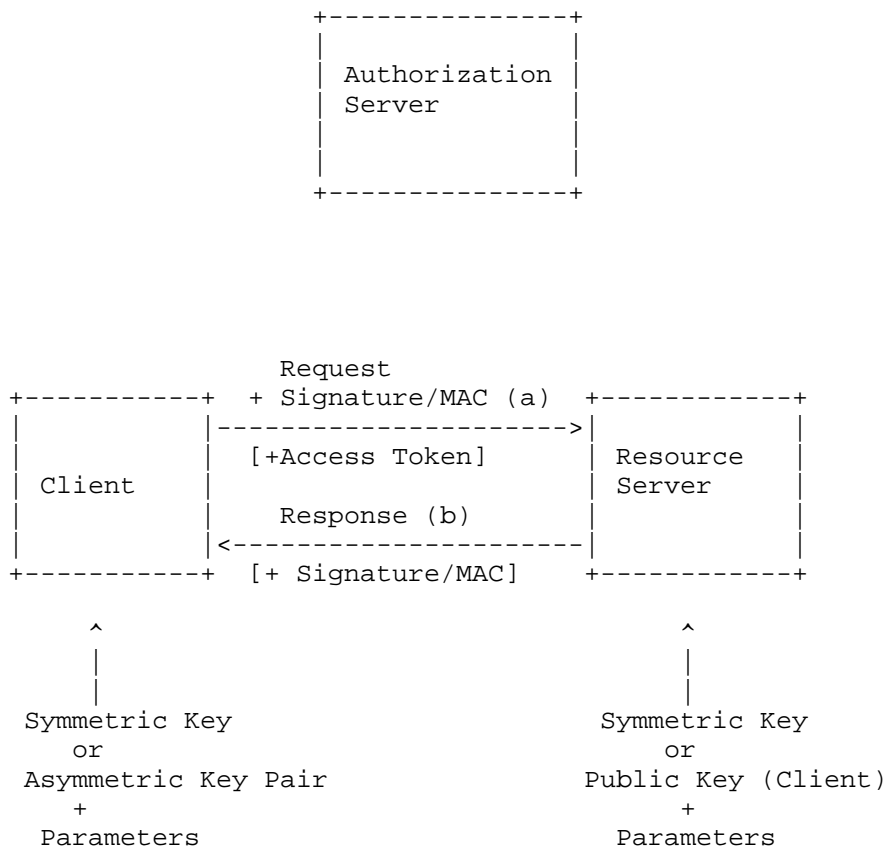 Authorization
Server
Request
+ Signature/MAC (a)
[+Access Token]
Resource
Client
Server
Response (b)
[+ Signature/MAC]
Symmetric Key
Symmetric Key
or
or
Asymmetric Key Pair
Public Key (Client)
+
+
Parameters
Parameters